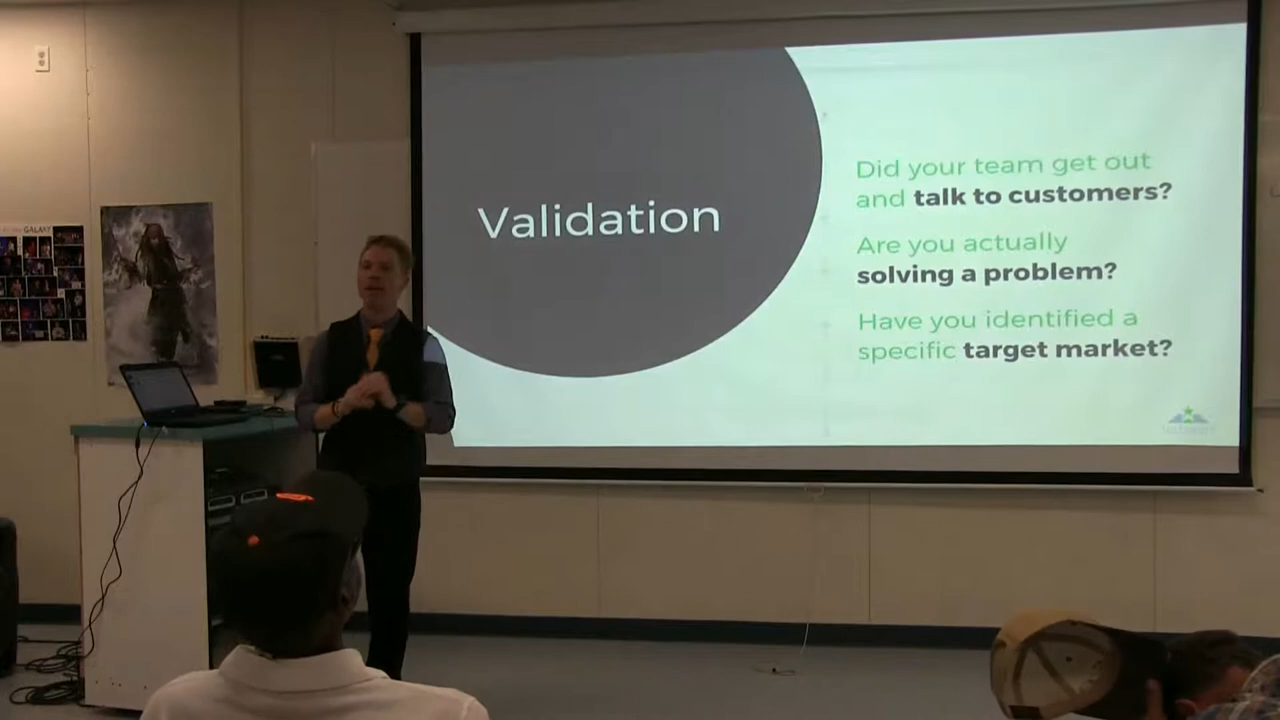 Validation
Did your team get out
and talk to customers?
Are you actually
solving a problem?
Have you identified a
specific target market?
GALAXY